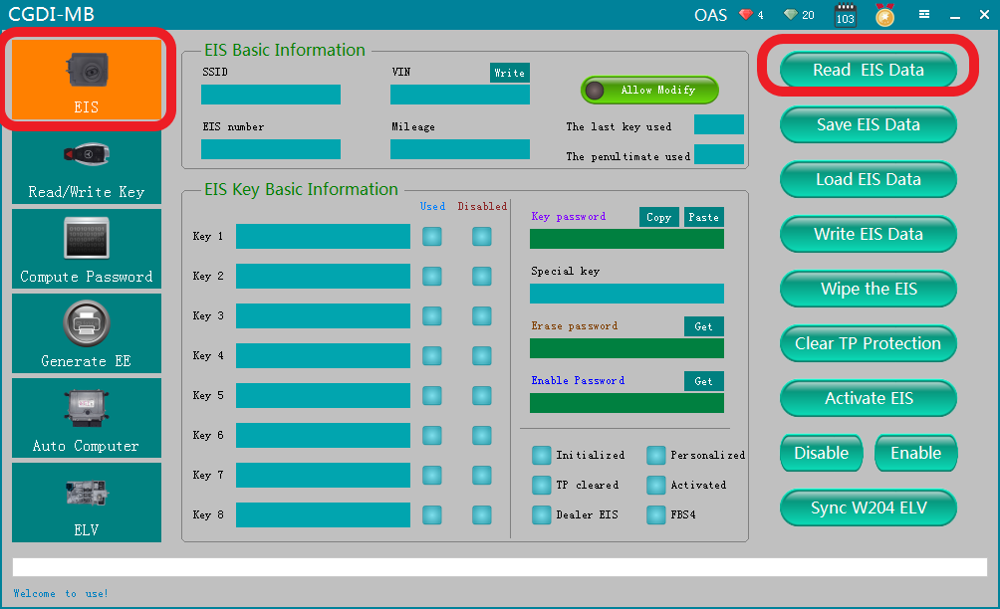 CGDI-MB
OAS 4 20 103
EIS
Read/Write Key
Compute Password
Generate EE
Auto Computer
ELV
EIS Basic Information
SSID
VIN
Write
Allow Modify
EIS number
Mileage
The last key used
The penultimate used
EIS Key Basic Information
Used Disabled
Key 1
Key 2
Key 3
Key 4
Key 5
Key 6
Key 7
Key 8
Key password
Copy
Paste
Special key
Erase password
Get
Enable Password
Get
Initialized
Personalized
TP cleared
Activated
Dealer EIS
FBS4
Read EIS Data
Save EIS Data
Load EIS Data
Write EIS Data
Wipe the EIS
Clear TP Protection
Activate EIS
Disable
Enable
Sync W204 ELV
Welcome to use!